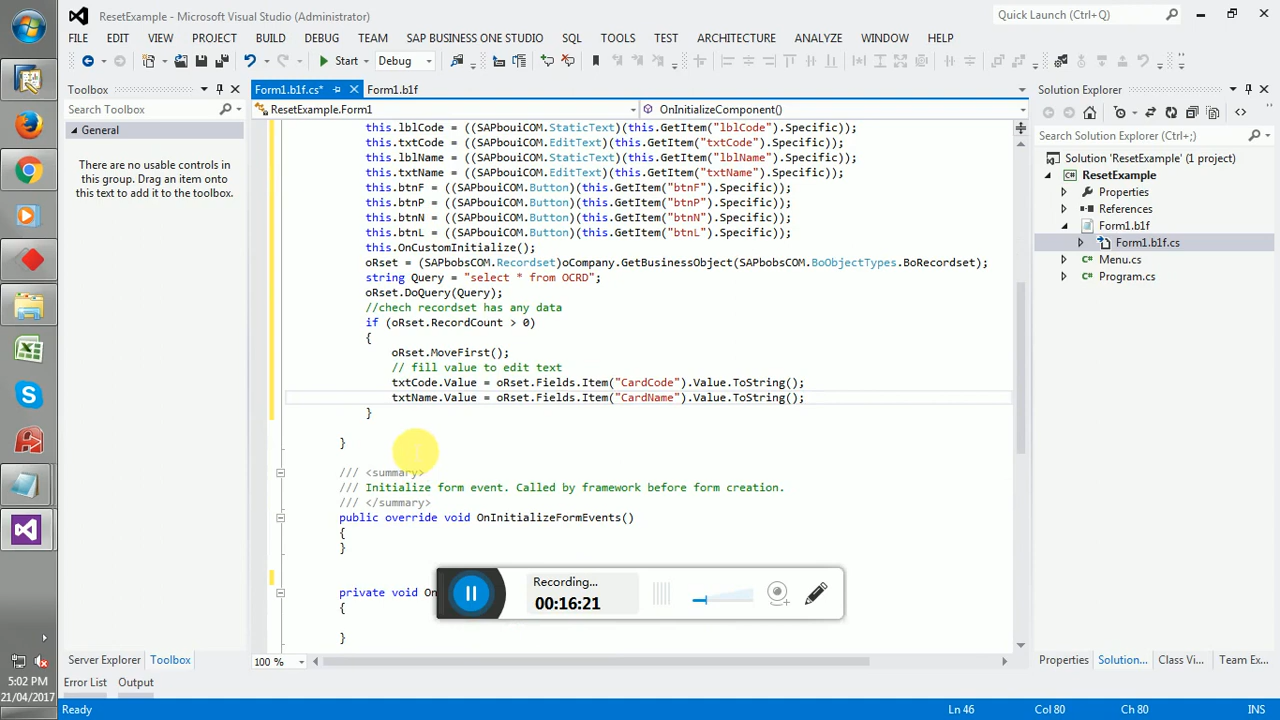 ResetExample - Microsoft Visual Studio (Administrator)
Quick Launch (Ctrl+Q)
FILE EDIT VIEW PROJECT BUILD DEBUG TEAM SAP BUSINESS ONE STUDIO SQL TOOLS TEST ARCHITECTURE ANALYZE WINDOW HELP
Start Debug
Toolbox
Search Toolbox
General
There are no usable controls in
this group. Drag an item onto
this text to add it to the toolbox.
Form1.b1f.cs* Form1.b1f
ResetExample.Form1 OnInitializeComponent()
this.lblCode = ((SAPbouiCOM.StaticText)(this.GetItem("lblCode").Specific));
this.txtCode = ((SAPbouiCOM.EditText)(this.GetItem("txtCode").Specific));
this.lblName = ((SAPbouiCOM.StaticText)(this.GetItem("lblName").Specific));
this.txtName = ((SAPbouiCOM.EditText)(this.GetItem("txtName").Specific));
this.btnF = ((SAPbouiCOM.Button)(this.GetItem("btnF").Specific));
this.btnP = ((SAPbouiCOM.Button)(this.GetItem("btnP").Specific));
this.btnN = ((SAPbouiCOM.Button)(this.GetItem("btnN").Specific));
this.btnL = ((SAPbouiCOM.Button)(this.GetItem("btnL").Specific));
this.OnCustomInitialize();
oRset = (SAPbobsCOM.Recordset)oCompany.GetBusinessObject(SAPbobsCOM.BoObjectTypes.BoRecordset);
string Query = "select * from OCRD";
oRset.DoQuery(Query);
//chech recordset has any data
if (oRset.RecordCount > 0)
{
oRset.MoveFirst();
// fill value to edit text
txtCode.Value = oRset.Fields.Item("CardCode").Value.ToString();
txtName.Value = oRset.Fields.Item("CardName").Value.ToString();
}
}
/// <summary>
/// Initialize form event. Called by framework before form creation.
/// </summary>
public override void OnInitializeFormEvents()
{
}
private void On
{
}
Recording...
00:16:21
100 %
Solution Explorer
Search Solution Explorer (Ctrl+;)
Solution 'ResetExample' (1 project)
ResetExample
Properties
References
Form1.b1f
Form1.b1f.cs
Menu.cs
Program.cs
Server Explorer Toolbox
Properties Solution... Class Vi... Team Ex...
Error List Output
Ready Ln 46 Col 80 Ch 80 INS
5:02 PM
21/04/2017